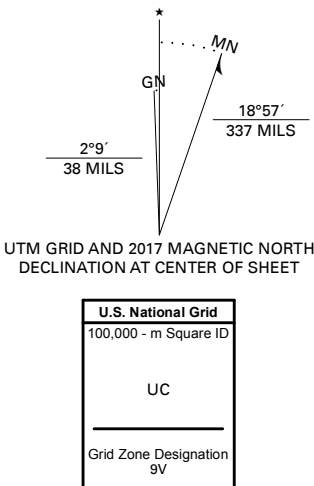 ★
MN
GN
18°57´
337 MILS
2°9´
38 MILS
UTM GRID AND 2017 MAGNETIC NORTH
DECLINATION AT CENTER OF SHEET
U.S. National Grid
100,000 - m Square ID
UC
Grid Zone Designation
9V